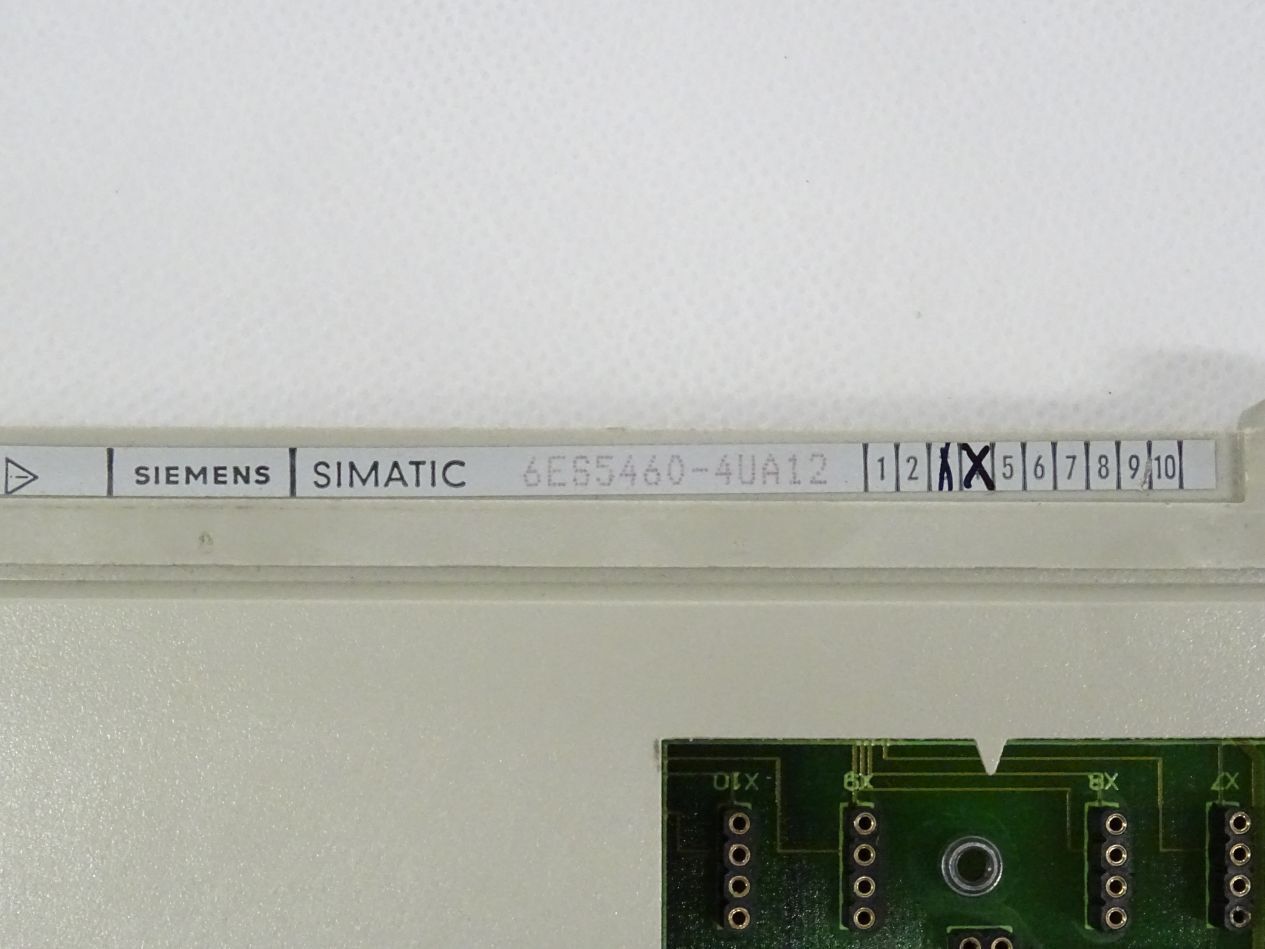 SIEMENS SIMATIC 6ES5460-4UA12 1 2 X 5 6 7 8 9 10
X10 X9 X8 X7